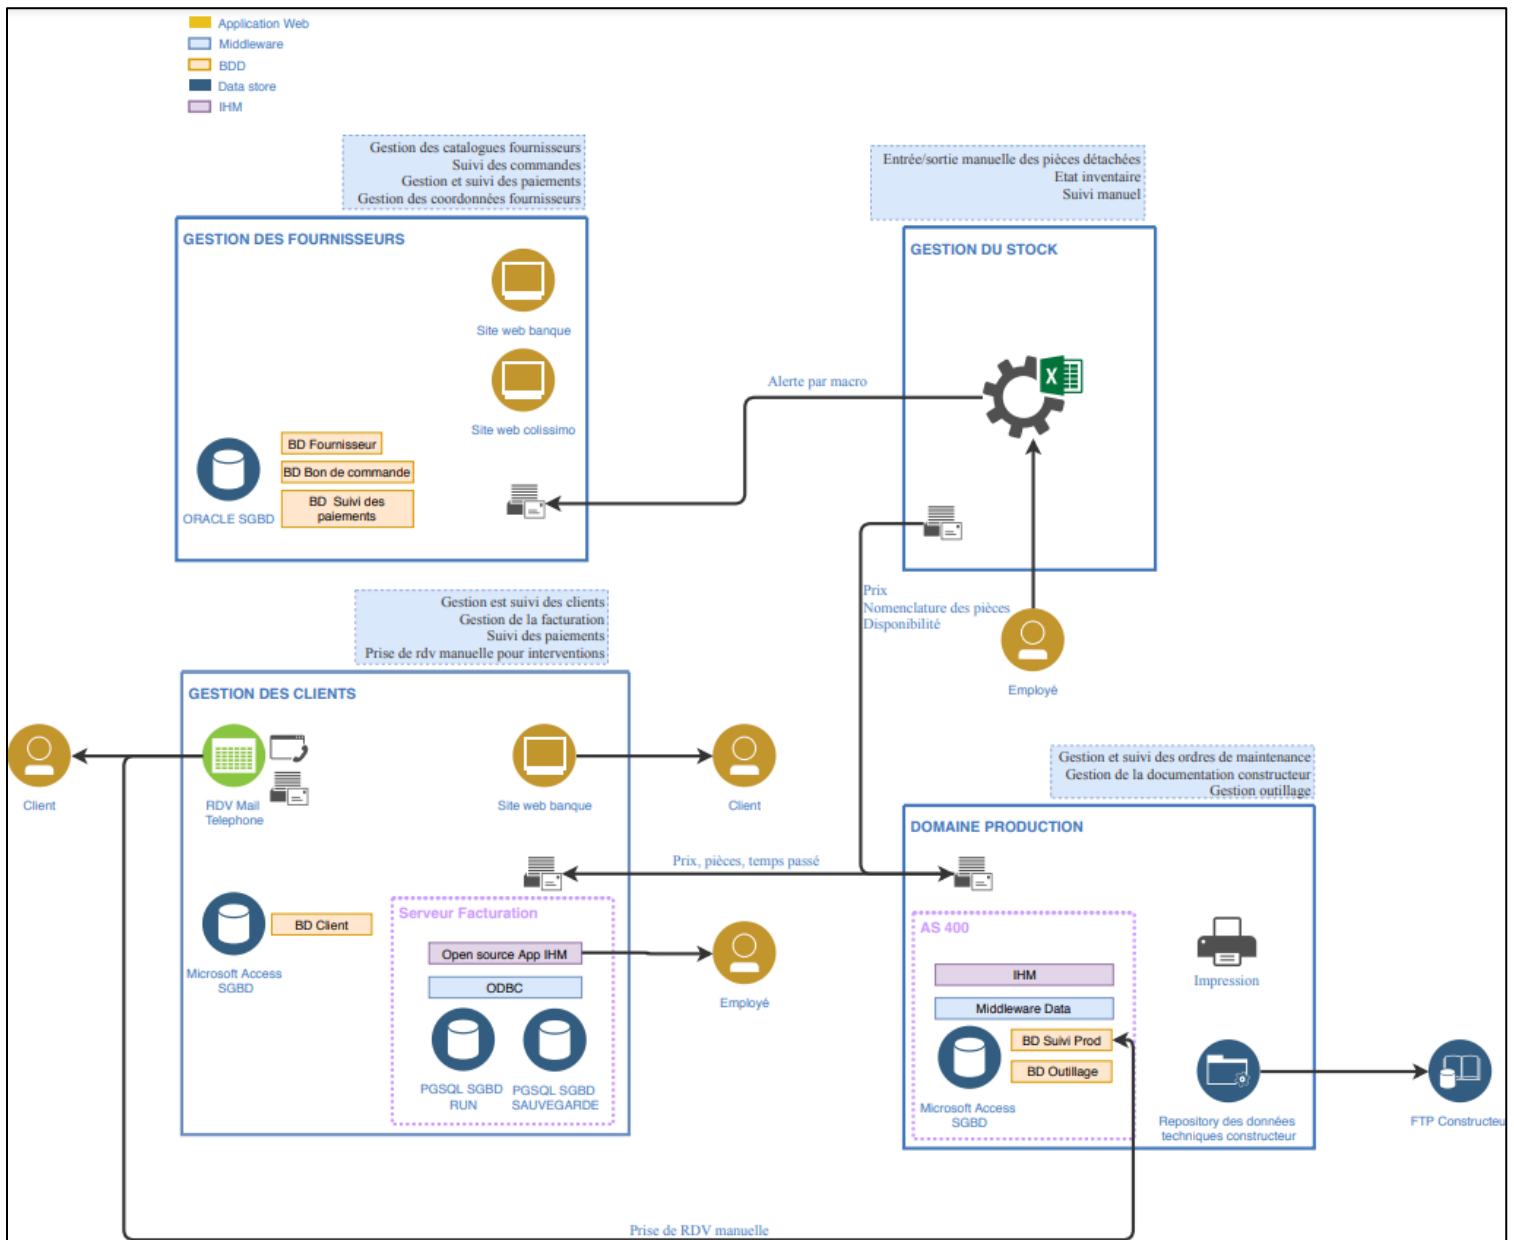 Application Web
Middleware
BDD
Data store
IHM
Gestion des catalogues fournisseurs
Suivi des commandes
Gestion et suivi des paiements
Gestion des coordonnées fournisseurs
GESTION DES FOURNISSEURS
Site web banque
Site web colissimo
BD Fournisseur
BD Bon de commande
BD Suivi des
paiements
ORACLE SGBD
Alerte par macro
Entrée/sortie manuelle des pièces détachées
Etat inventaire
Suivi manuel
GESTION DU STOCK
X
Prix
Nomenclature des pièces
Disponibilité
Employé
Gestion est suivi des clients
Gestion de la facturation
Suivi des paiements
Prise de rdv manuelle pour interventions
GESTION DES CLIENTS
Client
RDV Mail
Telephone
Site web banque
Client
Prix, pièces, temps passé
BD Client
Microsoft Access
SGBD
Serveur Facturation
Open source App IHM
ODBC
PGSQL SGBD
RUN
PGSQL SGBD
SAUVEGARDE
Employé
Gestion et suivi des ordres de maintenance
Gestion de la documentation constructeur
Gestion outillage
DOMAINE PRODUCTION
AS 400
IHM
Middleware Data
BD Suivi Prod
BD Outillage
Microsoft Access
SGBD
Impression
Repository des données
techniques constructeur
FTP Constructeu
Prise de RDV manuelle